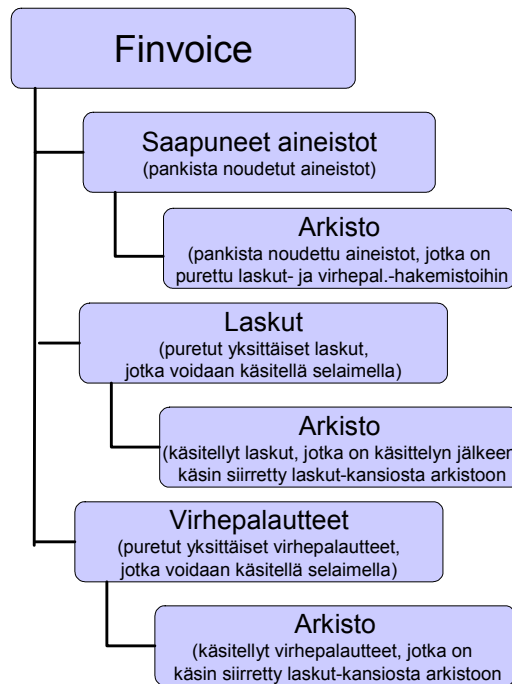 Finvoice
Saapuneet aineistot
(pankista noudetut aineistot)
Arkisto
(pankista noudettu aineistot, jotka on
purettu laskut- ja virhepal.-hakemistoihin
Laskut
(puretut yksittäiset laskut,
jotka voidaan käsitellä selaimella)
Arkisto
(käsitellyt laskut, jotka on käsittelyn jälkeen
käsin siirretty laskut-kansiosta arkistoon
Virhepalautteet
(puretut yksittäiset virhepalautteet,
jotka voidaan käsitellä selaimella)
Arkisto
(käsitellyt virhepalautteet, jotka on
käsin siirretty laskut-kansiosta arkistoon